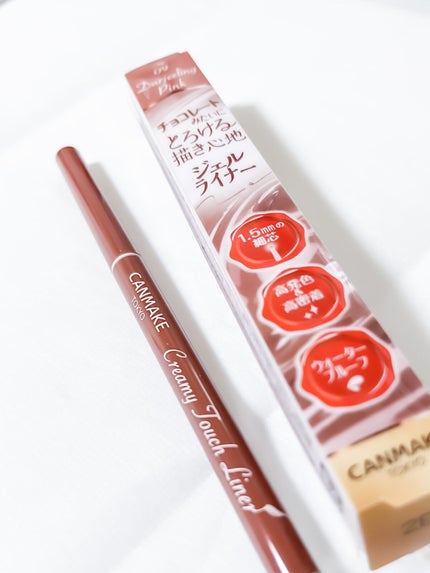 09
Darjeeling
Pink
チョコレート
みたいに
とろける
描き心地
ジェル
ライナー
1.5mmの
細芯
高発色&
高密着
ウォーター
プルーフ
CANMAKE
TOKYO
CANMAKE
TOKYO
Creamy Touch Liner